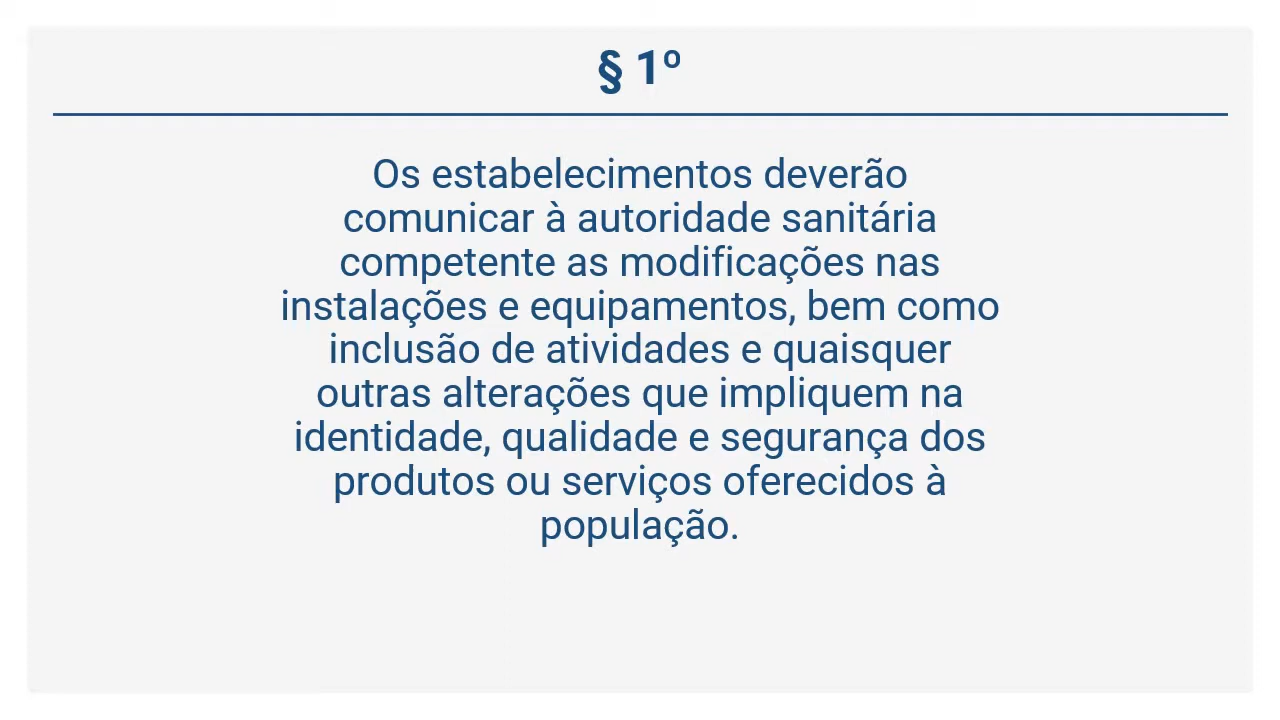 § 1º
Os estabelecimentos deverão
comunicar à autoridade sanitária
competente as modificações nas
instalações e equipamentos, bem como
inclusão de atividades e quaisquer
outras alterações que impliquem na
identidade, qualidade e segurança dos
produtos ou serviços oferecidos à
população.